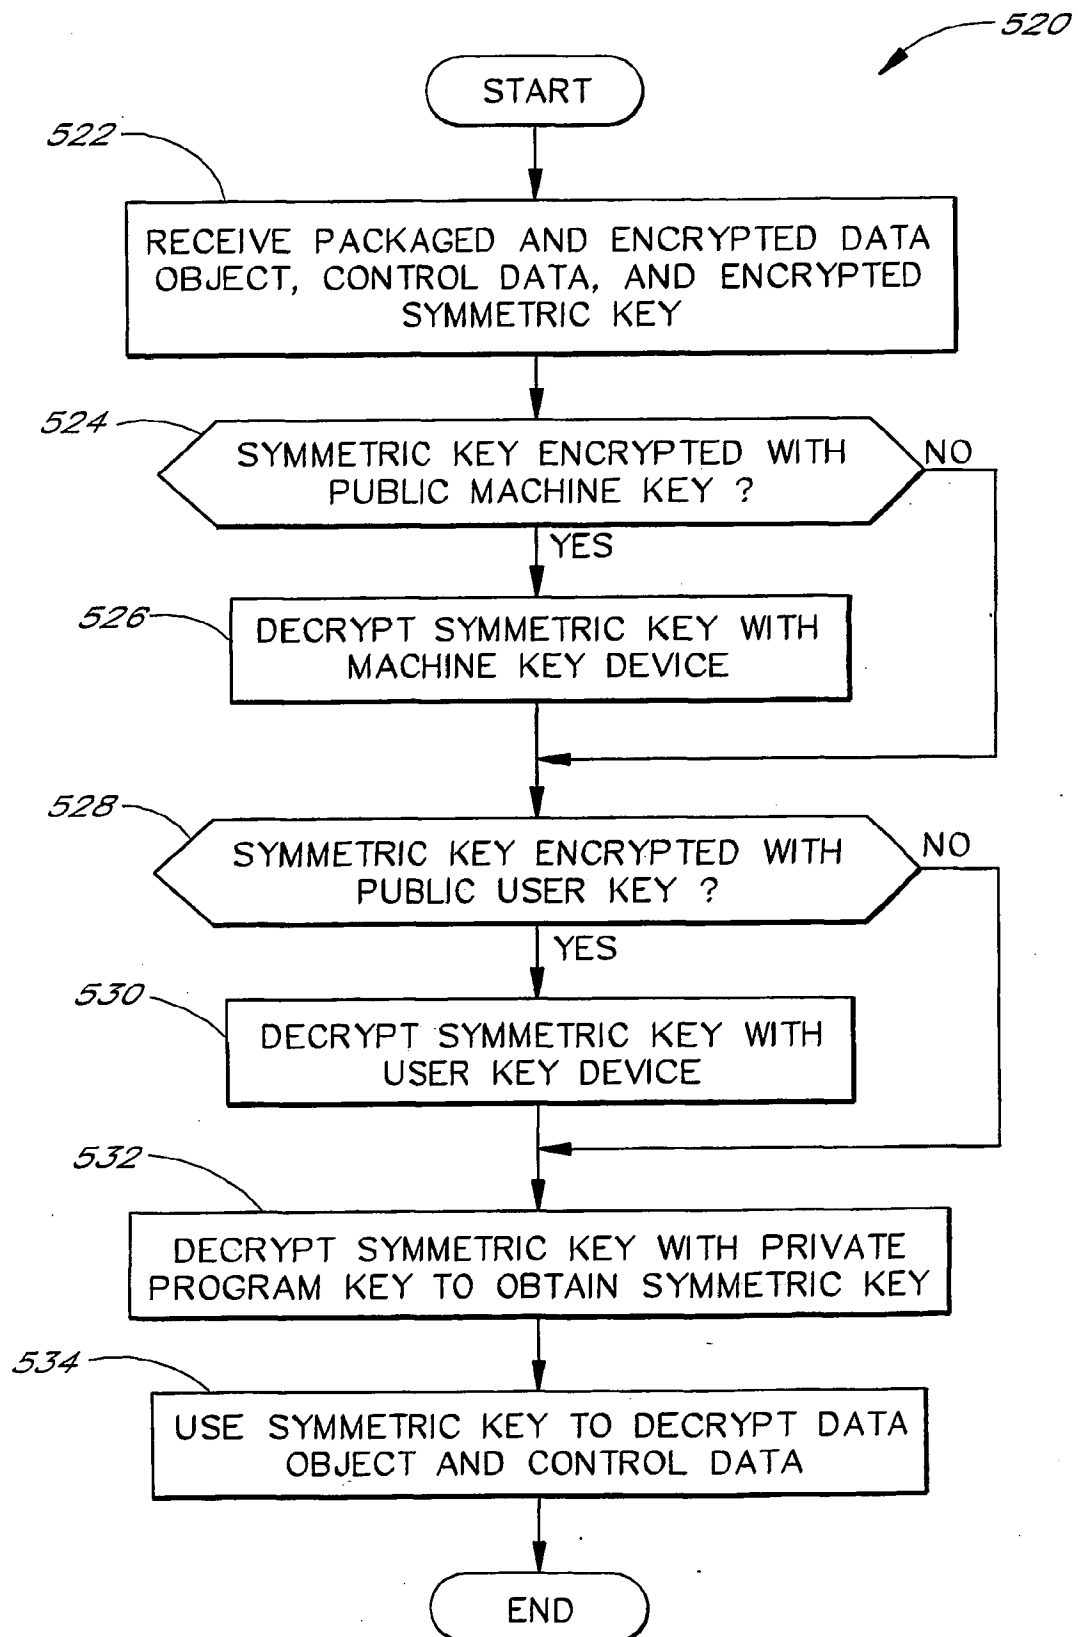 520
START
522
RECEIVE PACKAGED AND ENCRYPTED DATA
OBJECT, CONTROL DATA, AND ENCRYPTED
SYMMETRIC KEY
524
SYMMETRIC KEY ENCRYPTED WITH
PUBLIC MACHINE KEY ?
NO
YES
526
DECRYPT SYMMETRIC KEY WITH
MACHINE KEY DEVICE
528
SYMMETRIC KEY ENCRYPTED WITH
PUBLIC USER KEY ?
NO
YES
530
DECRYPT SYMMETRIC KEY WITH
USER KEY DEVICE
532
DECRYPT SYMMETRIC KEY WITH PRIVATE
PROGRAM KEY TO OBTAIN SYMMETRIC KEY
534
USE SYMMETRIC KEY TO DECRYPT DATA
OBJECT AND CONTROL DATA
END